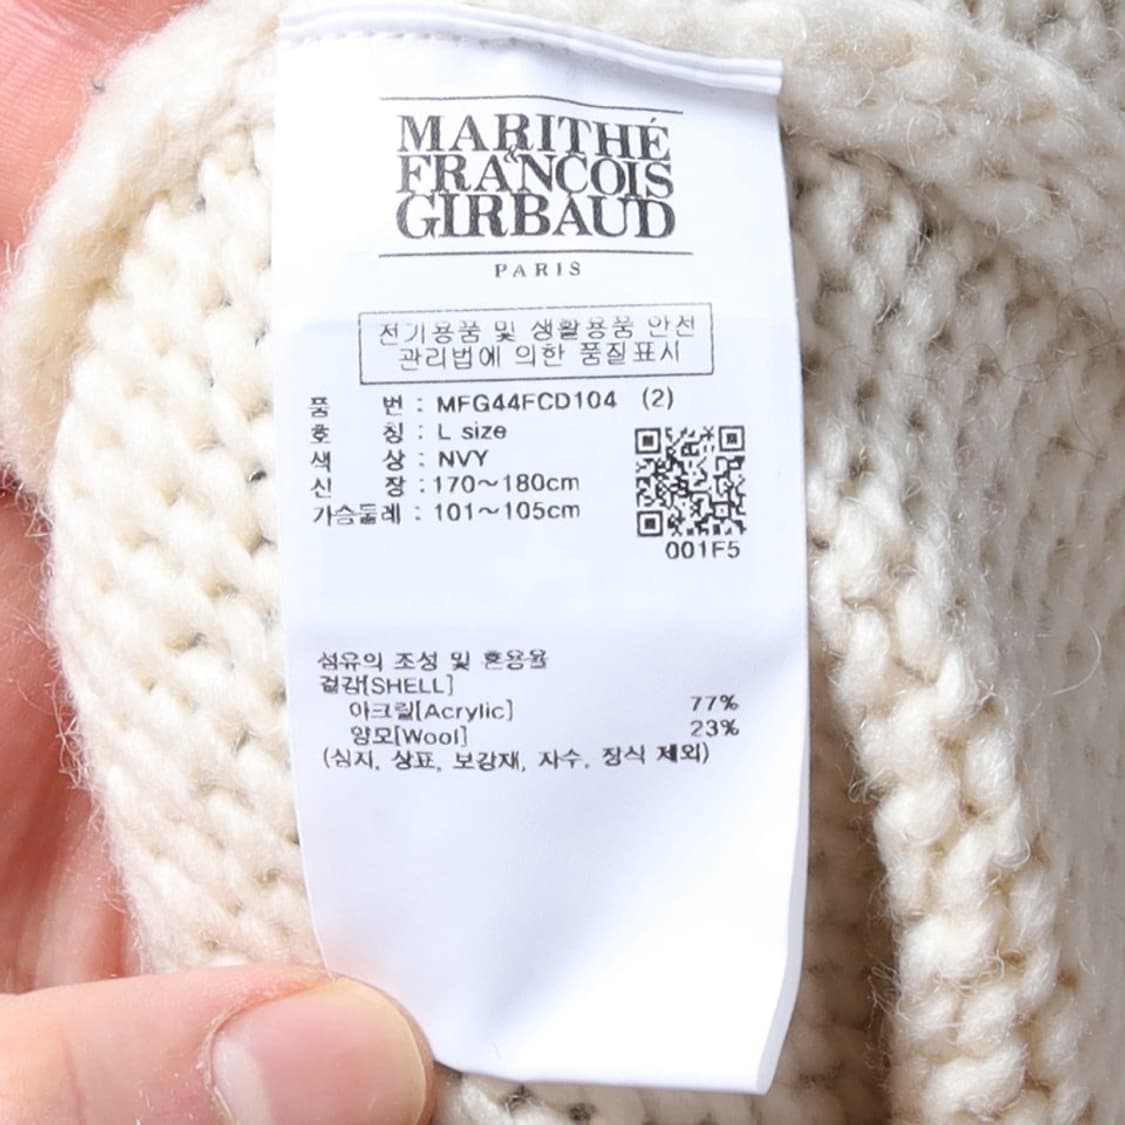 MARITHÉ
&
FRANCOIS
GIRBAUD
PARIS
전기용품 및 생활용품 안전
관리법에 의한 품질표시
품 번 : MFG44FCD104 (2)
호 칭 : L size
색 상 : NVY
신 장 : 170~180cm
가슴둘레 : 101~105cm
001F5
섬유의 조성 및 혼용율
겉감[SHELL]
아크릴[Acrylic] 77%
양모[Wool] 23%
(심지, 상표, 보강재, 자수, 장식 제외)